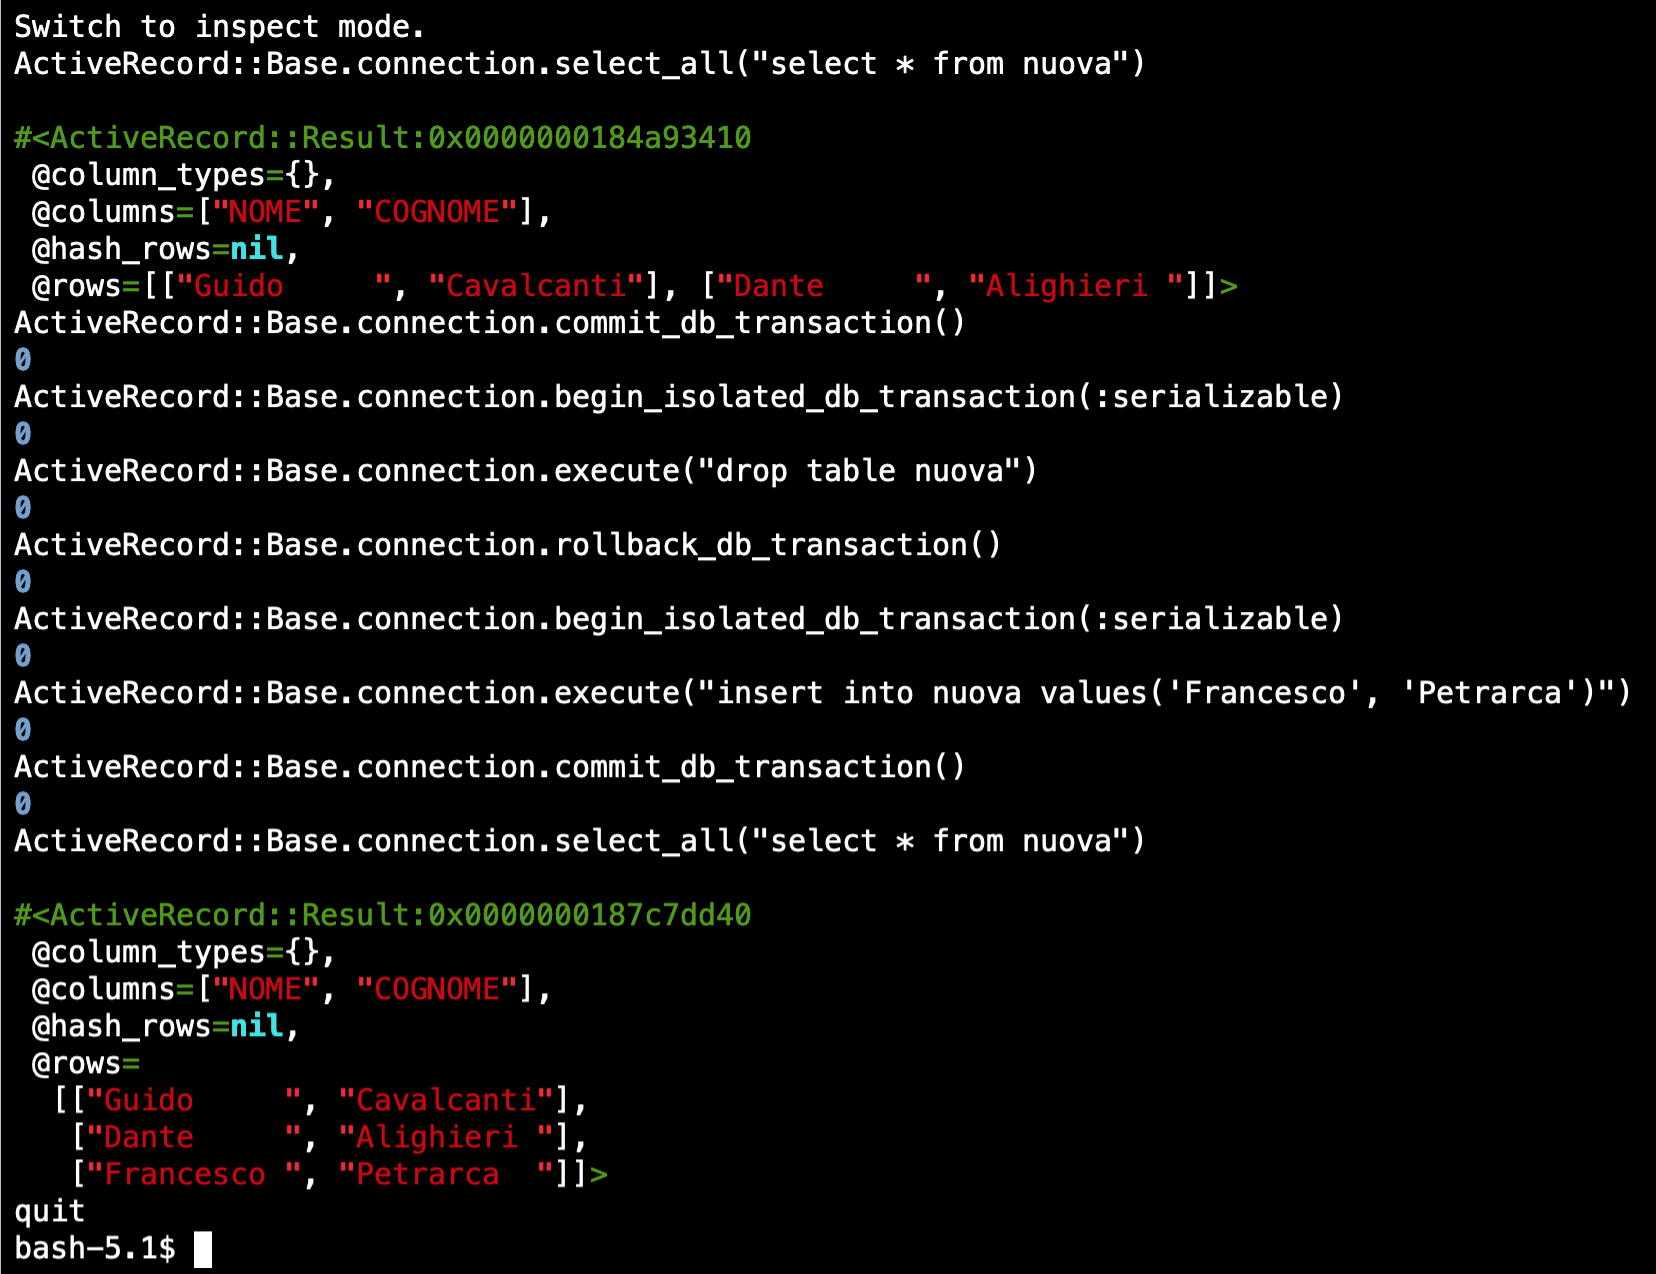 Switch to inspect mode.
ActiveRecord::Base.connection.select_all("select * from nuova")
#<ActiveRecord::Result:0x0000000184a93410
 @column_types={},
 @columns=["NOME", "COGNOME"],
 @hash_rows=nil,
 @rows=[["Guido     ", "Cavalcanti"], ["Dante     ", "Alighieri "]]>
ActiveRecord::Base.connection.commit_db_transaction()
0
ActiveRecord::Base.connection.begin_isolated_db_transaction(:serializable)
0
ActiveRecord::Base.connection.execute("drop table nuova")
0
ActiveRecord::Base.connection.rollback_db_transaction()
0
ActiveRecord::Base.connection.begin_isolated_db_transaction(:serializable)
0
ActiveRecord::Base.connection.execute("insert into nuova values('Francesco', 'Petrarca')")
0
ActiveRecord::Base.connection.commit_db_transaction()
0
ActiveRecord::Base.connection.select_all("select * from nuova")
#<ActiveRecord::Result:0x0000000187c7dd40
 @column_types={},
 @columns=["NOME", "COGNOME"],
 @hash_rows=nil,
 @rows=
  [["Guido     ", "Cavalcanti"],
   ["Dante     ", "Alighieri "],
   ["Francesco ", "Petrarca  "]]>
quit
bash-5.1$